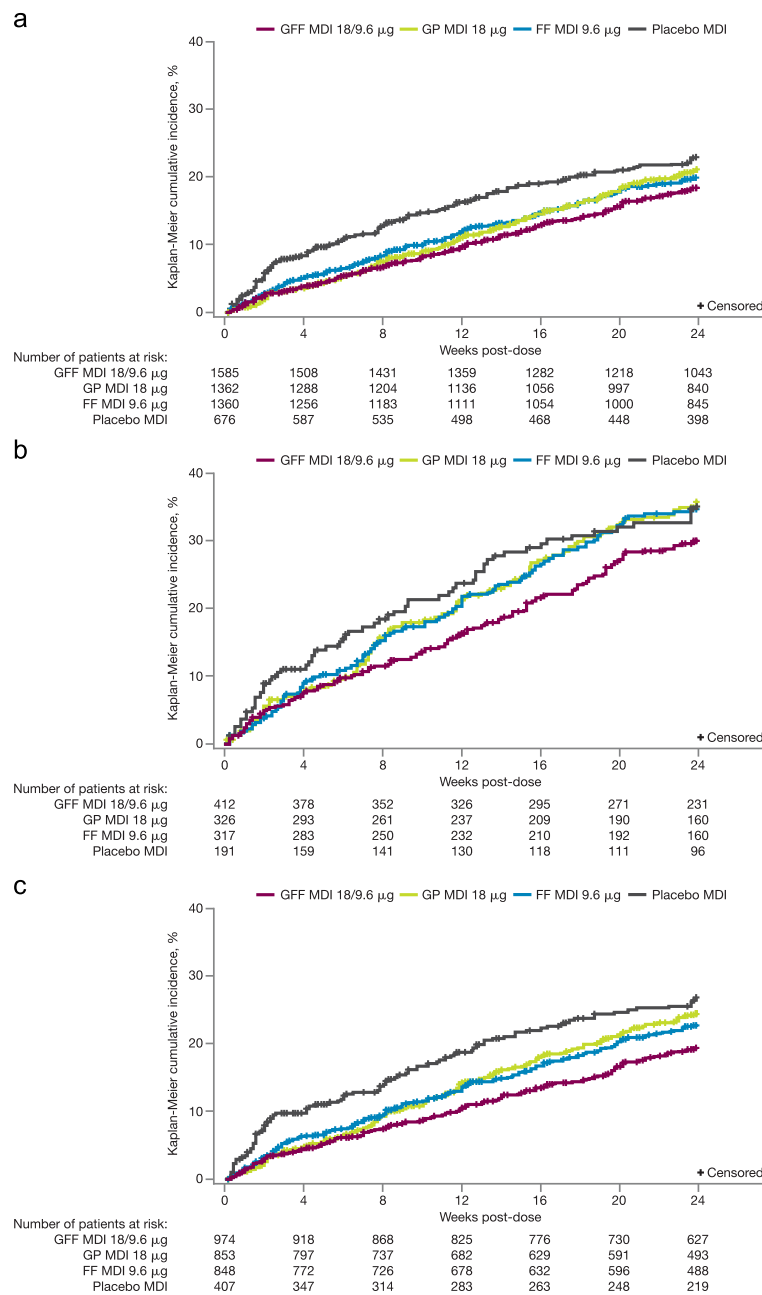 a
GFF MDI 18/9.6 μg GP MDI 18 μg FF MDI 9.6 μg Placebo MDI
Kaplan-Meier cumulative incidence, %
40
30
20
10
0
+ Censored
0 4 8 12 16 20 24
Weeks post-dose
Number of patients at risk:
GFF MDI 18/9.6 μg 1585 1508 1431 1359 1282 1218 1043
GP MDI 18 μg 1362 1288 1204 1136 1056 997 840
FF MDI 9.6 μg 1360 1256 1183 1111 1054 1000 845
Placebo MDI 676 587 535 498 468 448 398
b
GFF MDI 18/9.6 μg GP MDI 18 μg FF MDI 9.6 μg Placebo MDI
Kaplan-Meier cumulative incidence, %
40
30
20
10
0
+ Censored
0 4 8 12 16 20 24
Weeks post-dose
Number of patients at risk:
GFF MDI 18/9.6 μg 412 378 352 326 295 271 231
GP MDI 18 μg 326 293 261 237 209 190 160
FF MDI 9.6 μg 317 283 250 232 210 192 160
Placebo MDI 191 159 141 130 118 111 96
c
GFF MDI 18/9.6 μg GP MDI 18 μg FF MDI 9.6 μg Placebo MDI
Kaplan-Meier cumulative incidence, %
40
30
20
10
0
+ Censored
0 4 8 12 16 20 24
Weeks post-dose
Number of patients at risk:
GFF MDI 18/9.6 μg 974 918 868 825 776 730 627
GP MDI 18 μg 853 797 737 682 629 591 493
FF MDI 9.6 μg 848 772 726 678 632 596 488
Placebo MDI 407 347 314 283 263 248 219